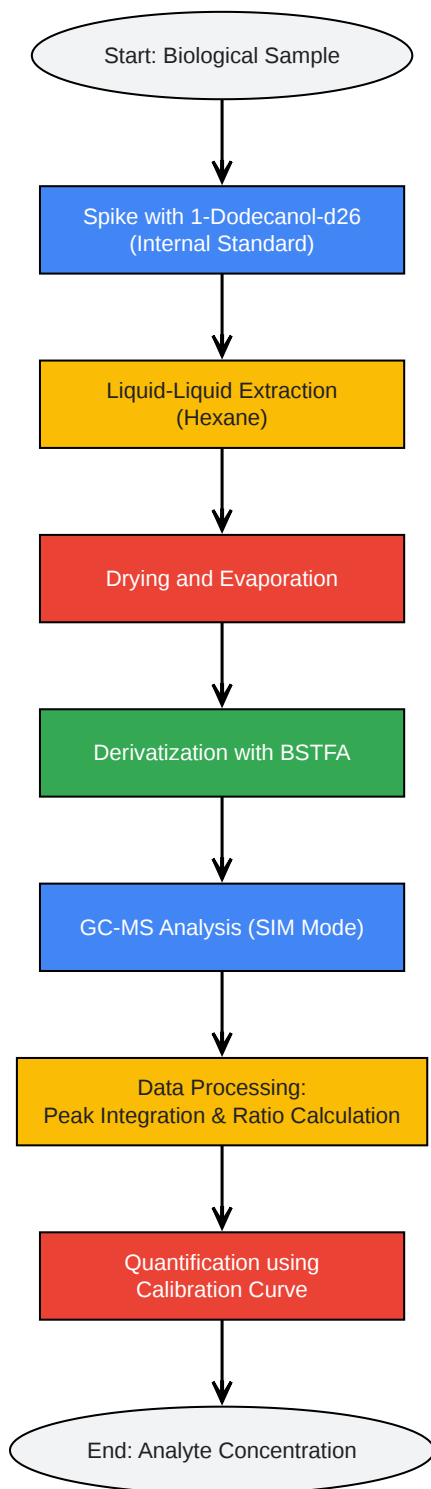 Start: Biological Sample
Spike with 1-Dodecanol-d26
(Internal Standard)
Liquid-Liquid Extraction
(Hexane)
Drying and Evaporation
Derivatization with BSTFA
GC-MS Analysis (SIM Mode)
Data Processing:
Peak Integration & Ratio Calculation
Quantification using
Calibration Curve
End: Analyte Concentration